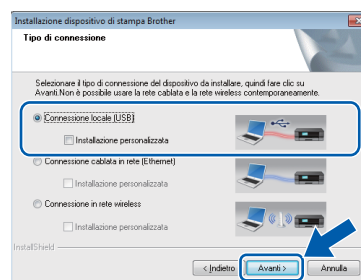 Installazione dispositivo di stampa Brother
Tipo di connessione
Selezionare il tipo di connessione del dispositivo da installare, quindi fare clic su
Avanti.Non è possibile usare la rete cablata e la rete wireless contemporaneamente.
Connessione locale (USB)
Installazione personalizzata
Connessione cablata in rete (Ethernet)
Installazione personalizzata
Connessione in rete wireless
Installazione personalizzata
InstallShield
< Indietro
Avanti >
Annulla